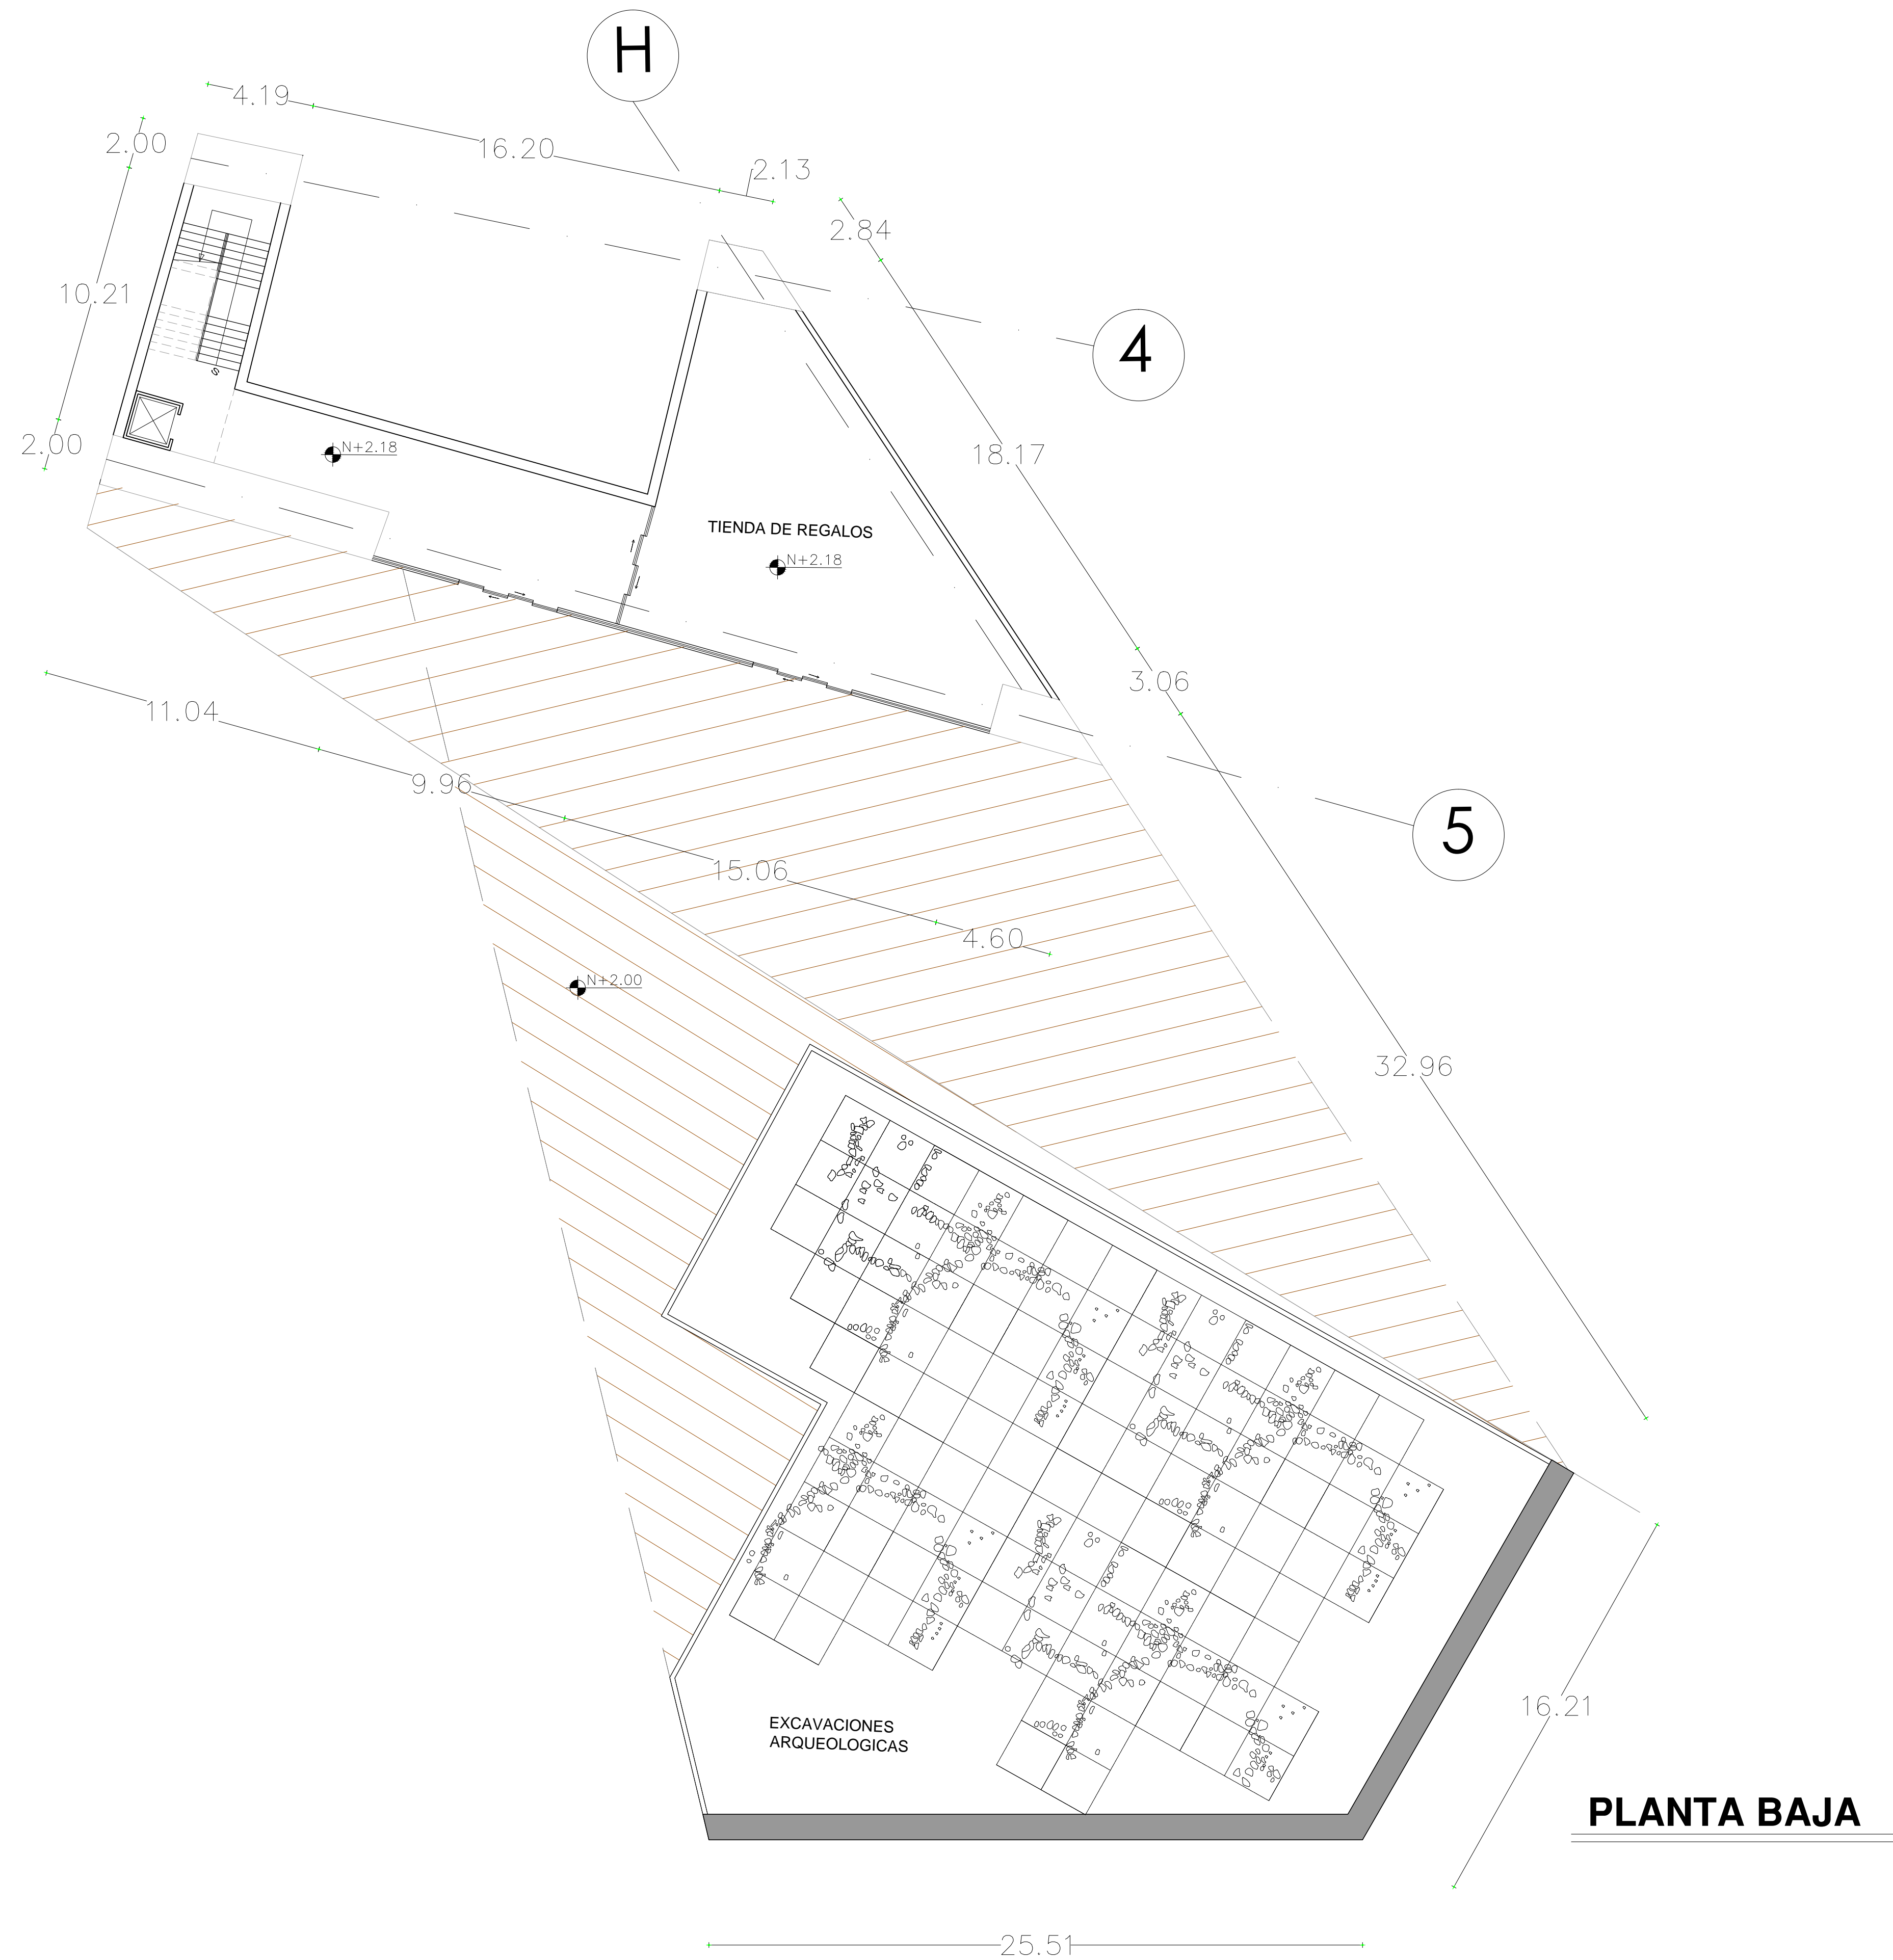 H
4.19
16.20
2.13
2.00
2.84
10.21
4
2.00
N+2.18
18.17
TIENDA DE REGALOS
N+2.18
S
3.06
11.04
9.96
5
15.06
4.60
N+2.00
32.96
16.21
EXCAVACIONES
ARQUEOLOGICAS
PLANTA BAJA
25.51